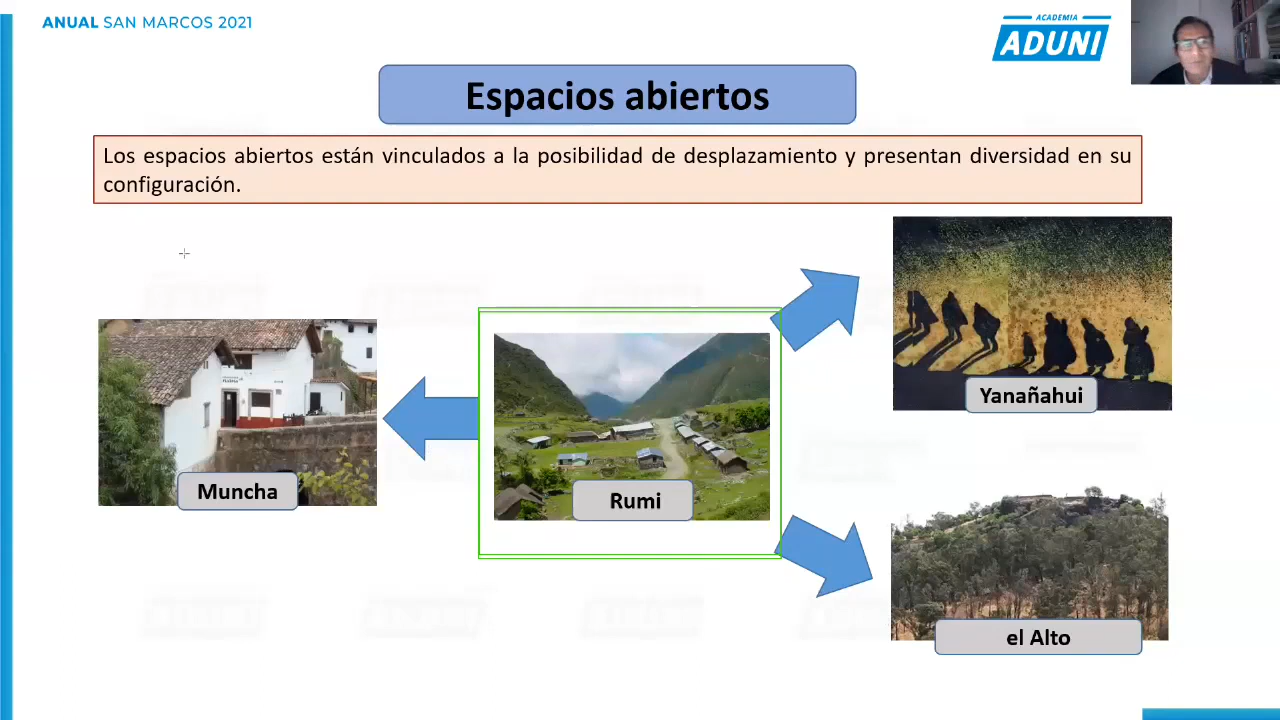 ANUAL SAN MARCOS 2021
ACADEMIA
ADUNI
Espacios abiertos
Los espacios abiertos están vinculados a la posibilidad de desplazamiento y presentan diversidad en su
configuración.
Yanañahui
Muncha
Rumi
el Alto